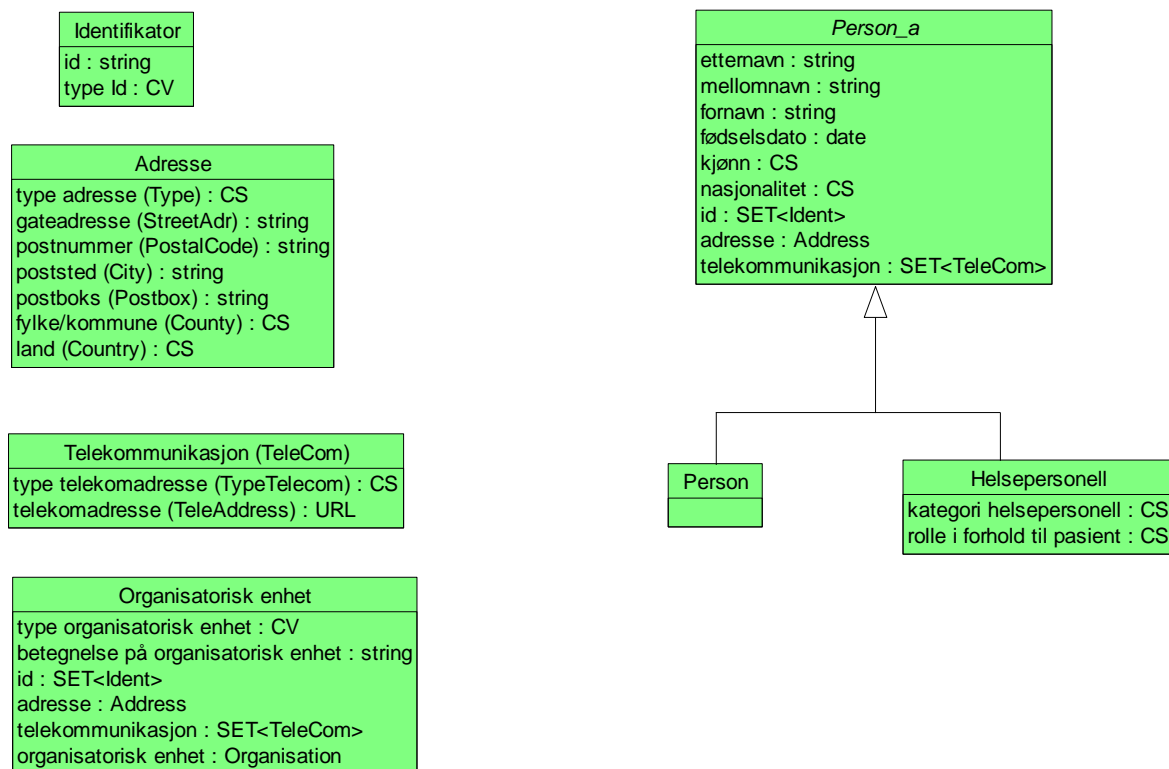 Identifikator
id : string
type Id : CV
Adresse
type adresse (Type) : CS
gateadresse (StreetAdr) : string
postnummer (PostalCode) : string
poststed (City) : string
postboks (Postbox) : string
fylke/kommune (County) : CS
land (Country) : CS
Telekommunikasjon (TeleCom)
type telekomadresse (TypeTelecom) : CS
telekomadresse (TeleAddress) : URL
Organisatorisk enhet
type organisatorisk enhet : CV
betegnelse på organisatorisk enhet : string
id : SET<Ident>
adresse : Address
telekommunikasjon : SET<TeleCom>
organisatorisk enhet : Organisation
Person_a
etternavn : string
mellomnavn : string
fornavn : string
fødselsdato : date
kjønn : CS
nasjonalitet : CS
id : SET<Ident>
adresse : Address
telekommunikasjon : SET<TeleCom>
Person
Helsepersonell
kategori helsepersonell : CS
rolle i forhold til pasient : CS